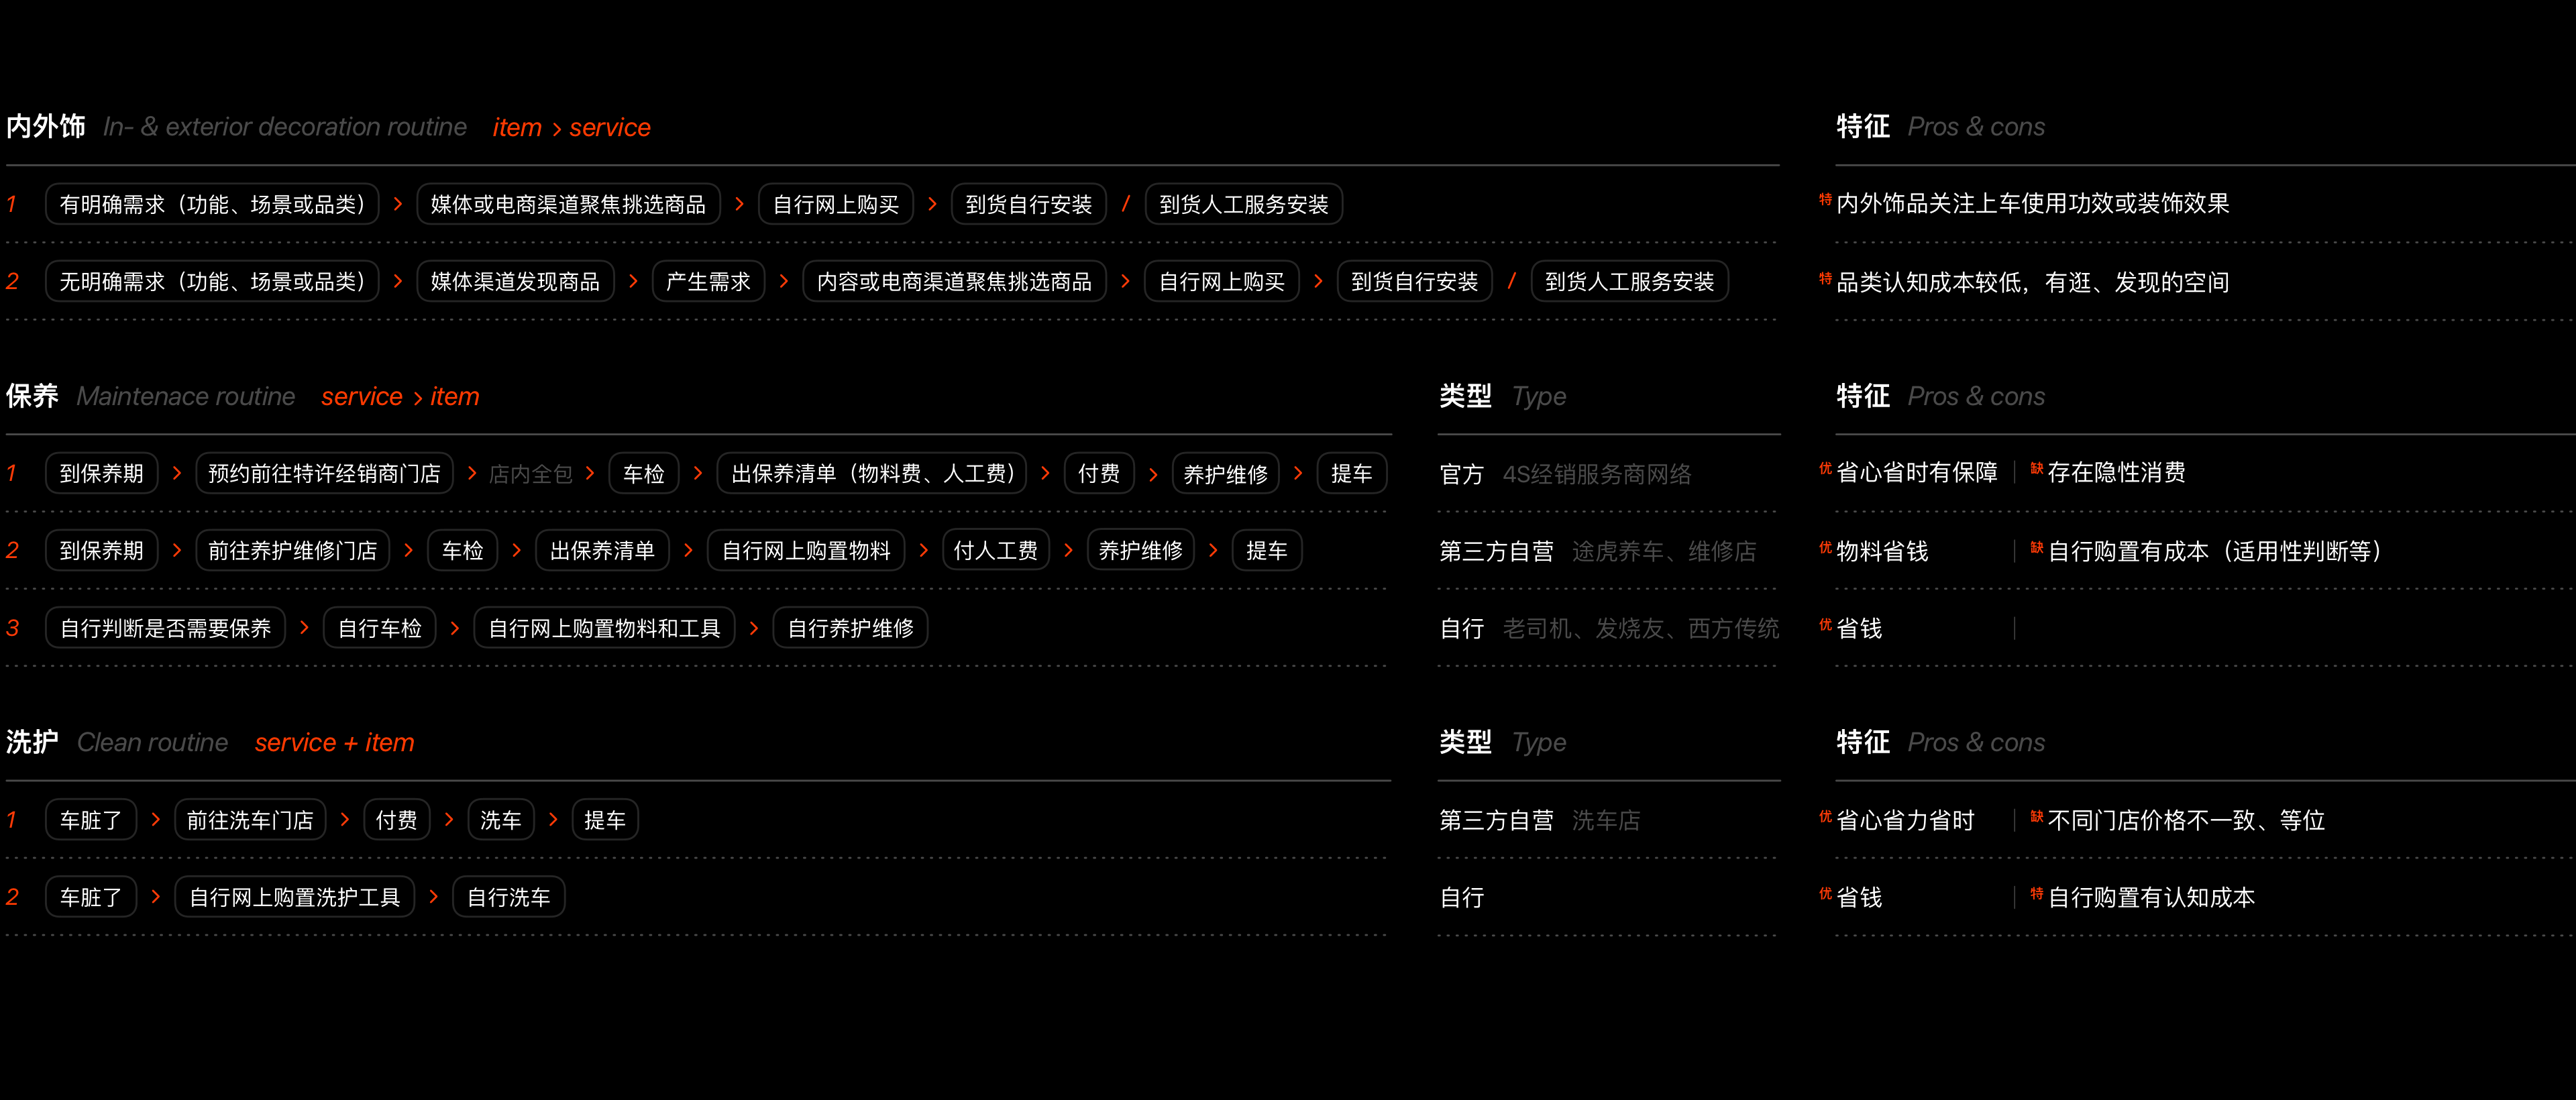 内外饰 In- & exterior decoration routine item > service 特征 Pros & cons
1 有明确需求（功能、场景或品类） > 媒体或电商渠道聚焦挑选商品 > 自行网上购买 > 到货自行安装 / 到货人工服务安装 特 内外饰品关注上车使用功效或装饰效果
2 无明确需求（功能、场景或品类） > 媒体渠道发现商品 > 产生需求 > 内容或电商渠道聚焦挑选商品 > 自行网上购买 > 到货自行安装 / 到货人工服务安装 特 品类认知成本较低，有逛、发现的空间
保养 Maintenace routine service > item 类型 Type 特征 Pros & cons
1 到保养期 > 预约前往特许经销商门店 > 店内全包 > 车检 > 出保养清单（物料费、人工费） > 付费 > 养护维修 > 提车 官方 4S经销服务商网络 优 省心省时有保障 | 缺 存在隐性消费
2 到保养期 > 前往养护维修门店 > 车检 > 出保养清单 > 自行网上购置物料 > 付人工费 > 养护维修 > 提车 第三方自营 途虎养车、维修店 优 物料省钱 | 缺 自行购置有成本（适用性判断等）
3 自行判断是否需要保养 > 自行车检 > 自行网上购置物料和工具 > 自行养护维修 自行 老司机、发烧友、西方传统 优 省钱 |
洗护 Clean routine service + item 类型 Type 特征 Pros & cons
1 车脏了 > 前往洗车门店 > 付费 > 洗车 > 提车 第三方自营 洗车店 优 省心省力省时 | 缺 不同门店价格不一致、等位
2 车脏了 > 自行网上购置洗护工具 > 自行洗车 自行 优 省钱 | 特 自行购置有认知成本